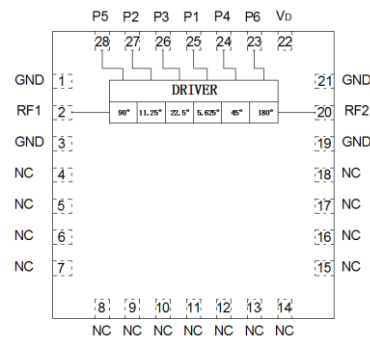 P5 P2 P3 P1 P4 P6 VD
28 27 26 25 24 23 22
GND 1 21 GND
DRIVER
RF1 2 90° 11.25° 22.5° 5.625° 45° 180° 20 RF2
GND 3 19 GND
NC 4 18 NC
NC 5 17 NC
NC 6 16 NC
NC 7 15 NC
8 9 10 11 12 13 14
NC NC NC NC NC NC NC